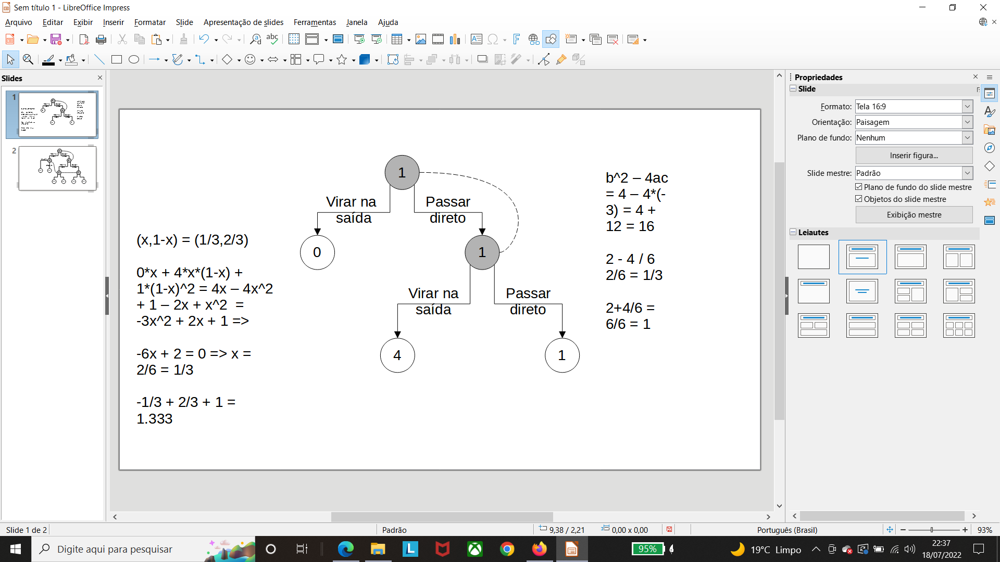 Sem título 1 - LibreOffice Impress
Arquivo Editar Exibir Inserir Formatar Slide Apresentação de slides Ferramentas Janela Ajuda
Slides
1
2
1
Virar na
saída
Passar
direto
0
1
Virar na
saída
Passar
direto
4
1
(x,1-x) = (1/3,2/3)
0*x + 4*x*(1-x) +
1*(1-x)^2 = 4x – 4x^2
+ 1 – 2x + x^2 =
-3x^2 + 2x + 1 =>
-6x + 2 = 0 => x =
2/6 = 1/3
-1/3 + 2/3 + 1 =
1.333
b^2 – 4ac
= 4 – 4*(-
3) = 4 +
12 = 16
2 - 4 / 6
2/6 = 1/3
2+4/6 =
6/6 = 1
Propriedades
Slide
Formato: Tela 16:9
Orientação: Paisagem
Plano de fundo: Nenhum
Inserir figura...
Slide mestre: Padrão
Plano de fundo do slide mestre
Objetos do slide mestre
Exibição mestre
Leiautes
Slide 1 de 2
Padrão
9,38 / 2,21
0,00 x 0,00
Português (Brasil)
93%
Digite aqui para pesquisar
95%
19°C Limpo
22:37
18/07/2022